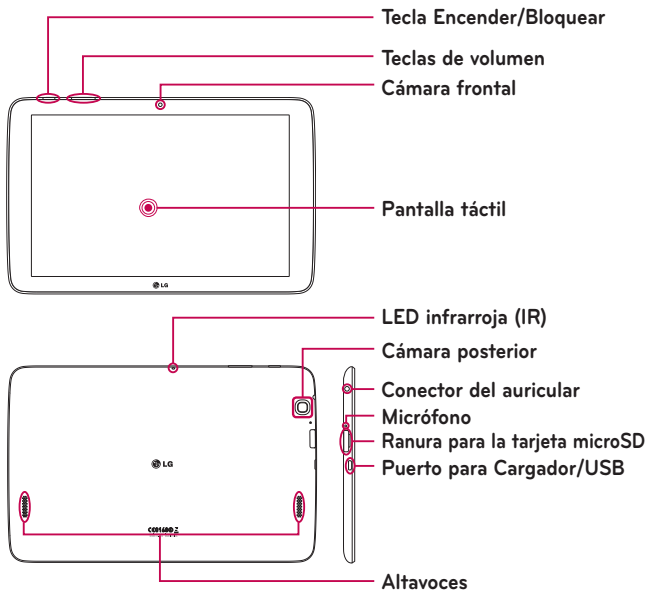 Tecla Encender/Bloquear
Teclas de volumen
Cámara frontal
Pantalla táctil
LG
LED infrarroja (IR)
Cámara posterior
Conector del auricular
Micrófono
Ranura para la tarjeta microSD
Puerto para Cargador/USB
LG
Altavoces